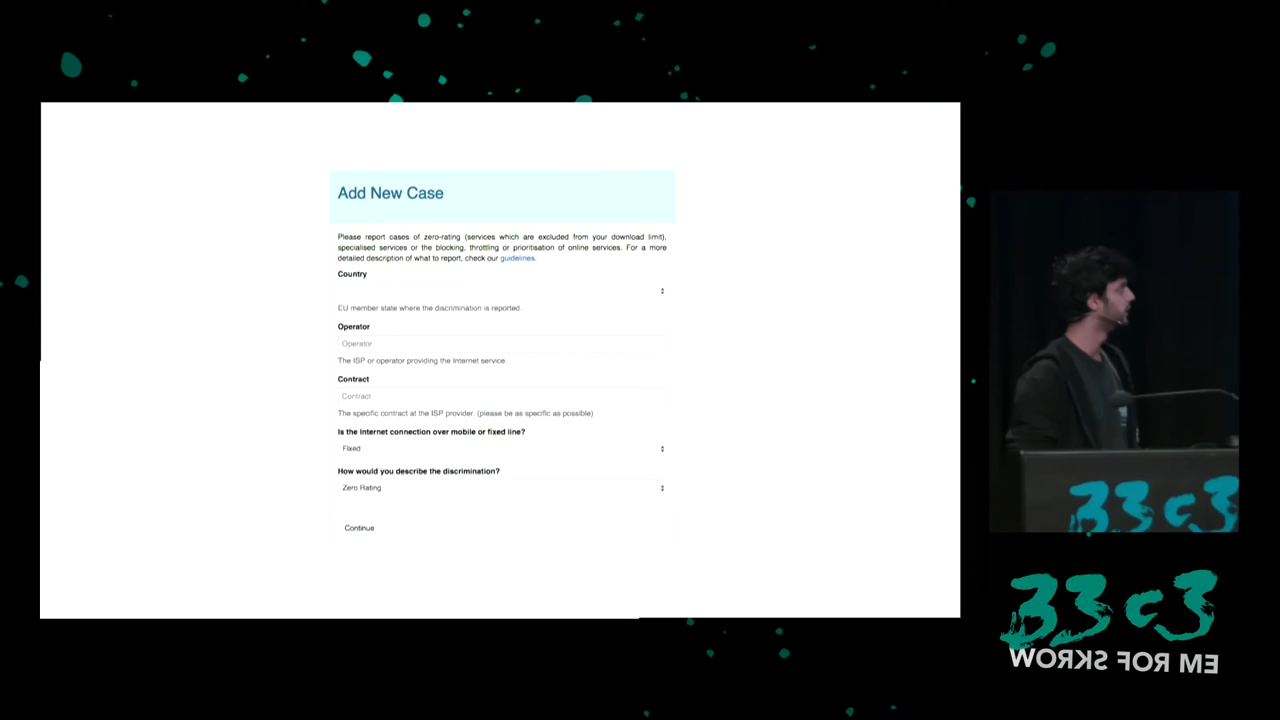 Add New Case
Please report cases of zero-rating (services which are excluded from your download limit),
specialised services or the blocking, throttling or prioritisation of online services. For a more
detailed description of what to report, check our guidelines.
Country
EU member state where the discrimination is reported.
Operator
Operator
The ISP or operator providing the Internet service.
Contract
Contract
The specific contract at the ISP provider. (please be as specific as possible)
Is the Internet connection over mobile or fixed line?
Fixed
How would you describe the discrimination?
Zero Rating
Continue
33c3
33c3
WORKS FOR ME